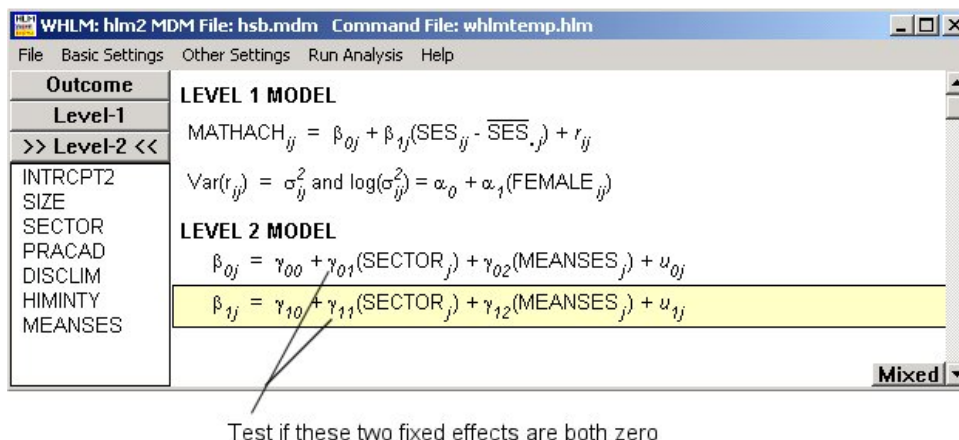 WHLM: hlm2 MDM File: hsb.mdm Command File: whlmtemp.hlm
File Basic Settings Other Settings Run Analysis Help
Outcome
Level-1
>> Level-2 <<
INTRCPT2
SIZE
SECTOR
PRACAD
DISCLIM
HIMINTY
MEANSES
LEVEL 1 MODEL
MATHACH_ij = β_0j + β_1j(SES_ij - S̅E̅S̅_.j) + r_ij
Var(r_ij) = σ²_ij and log(σ²_ij) = α_0 + α_1(FEMALE_ij)
LEVEL 2 MODEL
β_0j = γ_00 + γ_01(SECTOR_j) + γ_02(MEANSES_j) + u_0j
β_1j = γ_10 + γ_11(SECTOR_j) + γ_12(MEANSES_j) + u_1j
Mixed
Test if these two fixed effects are both zero